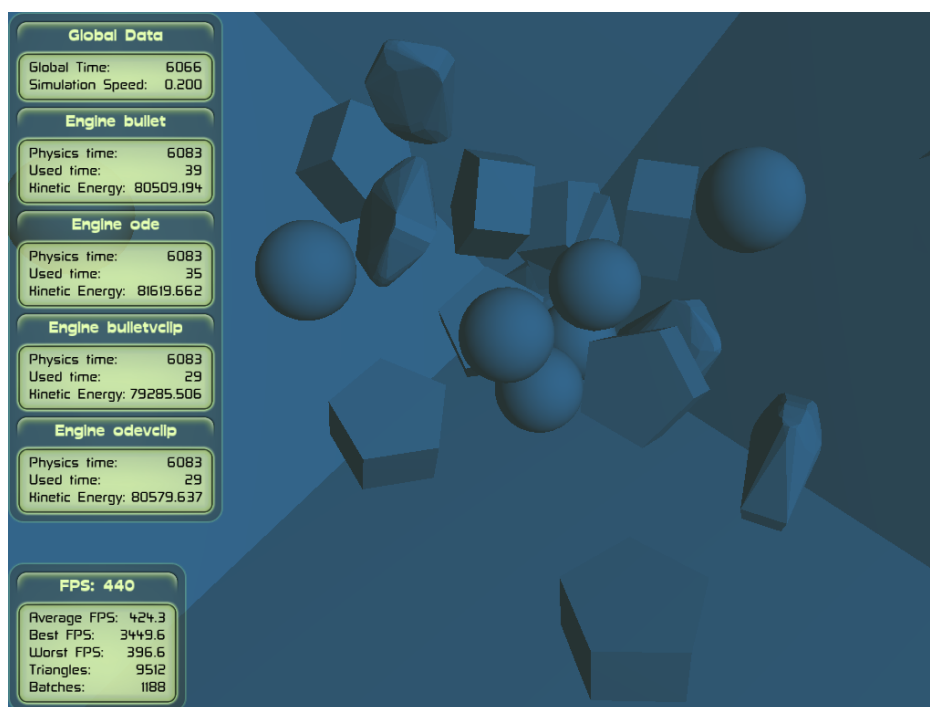 Global Data
Global Time: 6066
Simulation Speed: 0.200
Engine bullet
Physics time: 6083
Used time: 39
Kinetic Energy: 80509.194
Engine ode
Physics time: 6083
Used time: 35
Kinetic Energy: 81619.662
Engine bulletvclip
Physics time: 6083
Used time: 29
Kinetic Energy: 79285.506
Engine odevclip
Physics time: 6083
Used time: 29
Kinetic Energy: 80579.637
FPS: 440
Average FPS: 424.3
Best FPS: 3449.6
Worst FPS: 396.6
Triangles: 9512
Batches: 1188